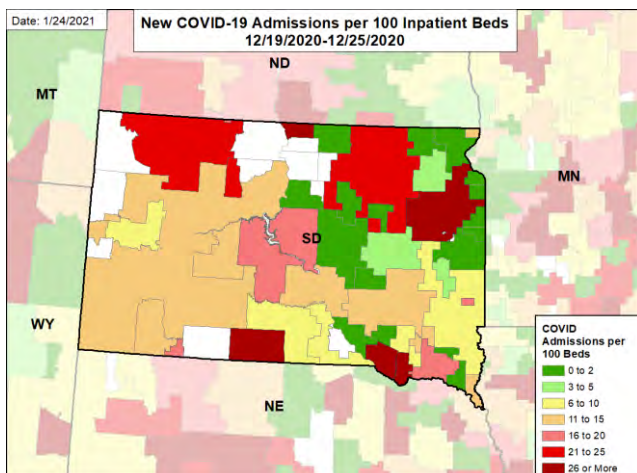 Date: 1/24/2021
New COVID-19 Admissions per 100 Inpatient Beds
12/19/2020-12/25/2020
ND
MT
MN
SD
WY
NE
COVID
Admissions per
100 Beds
0 to 2
3 to 5
6 to 10
11 to 15
16 to 20
21 to 25
26 or More